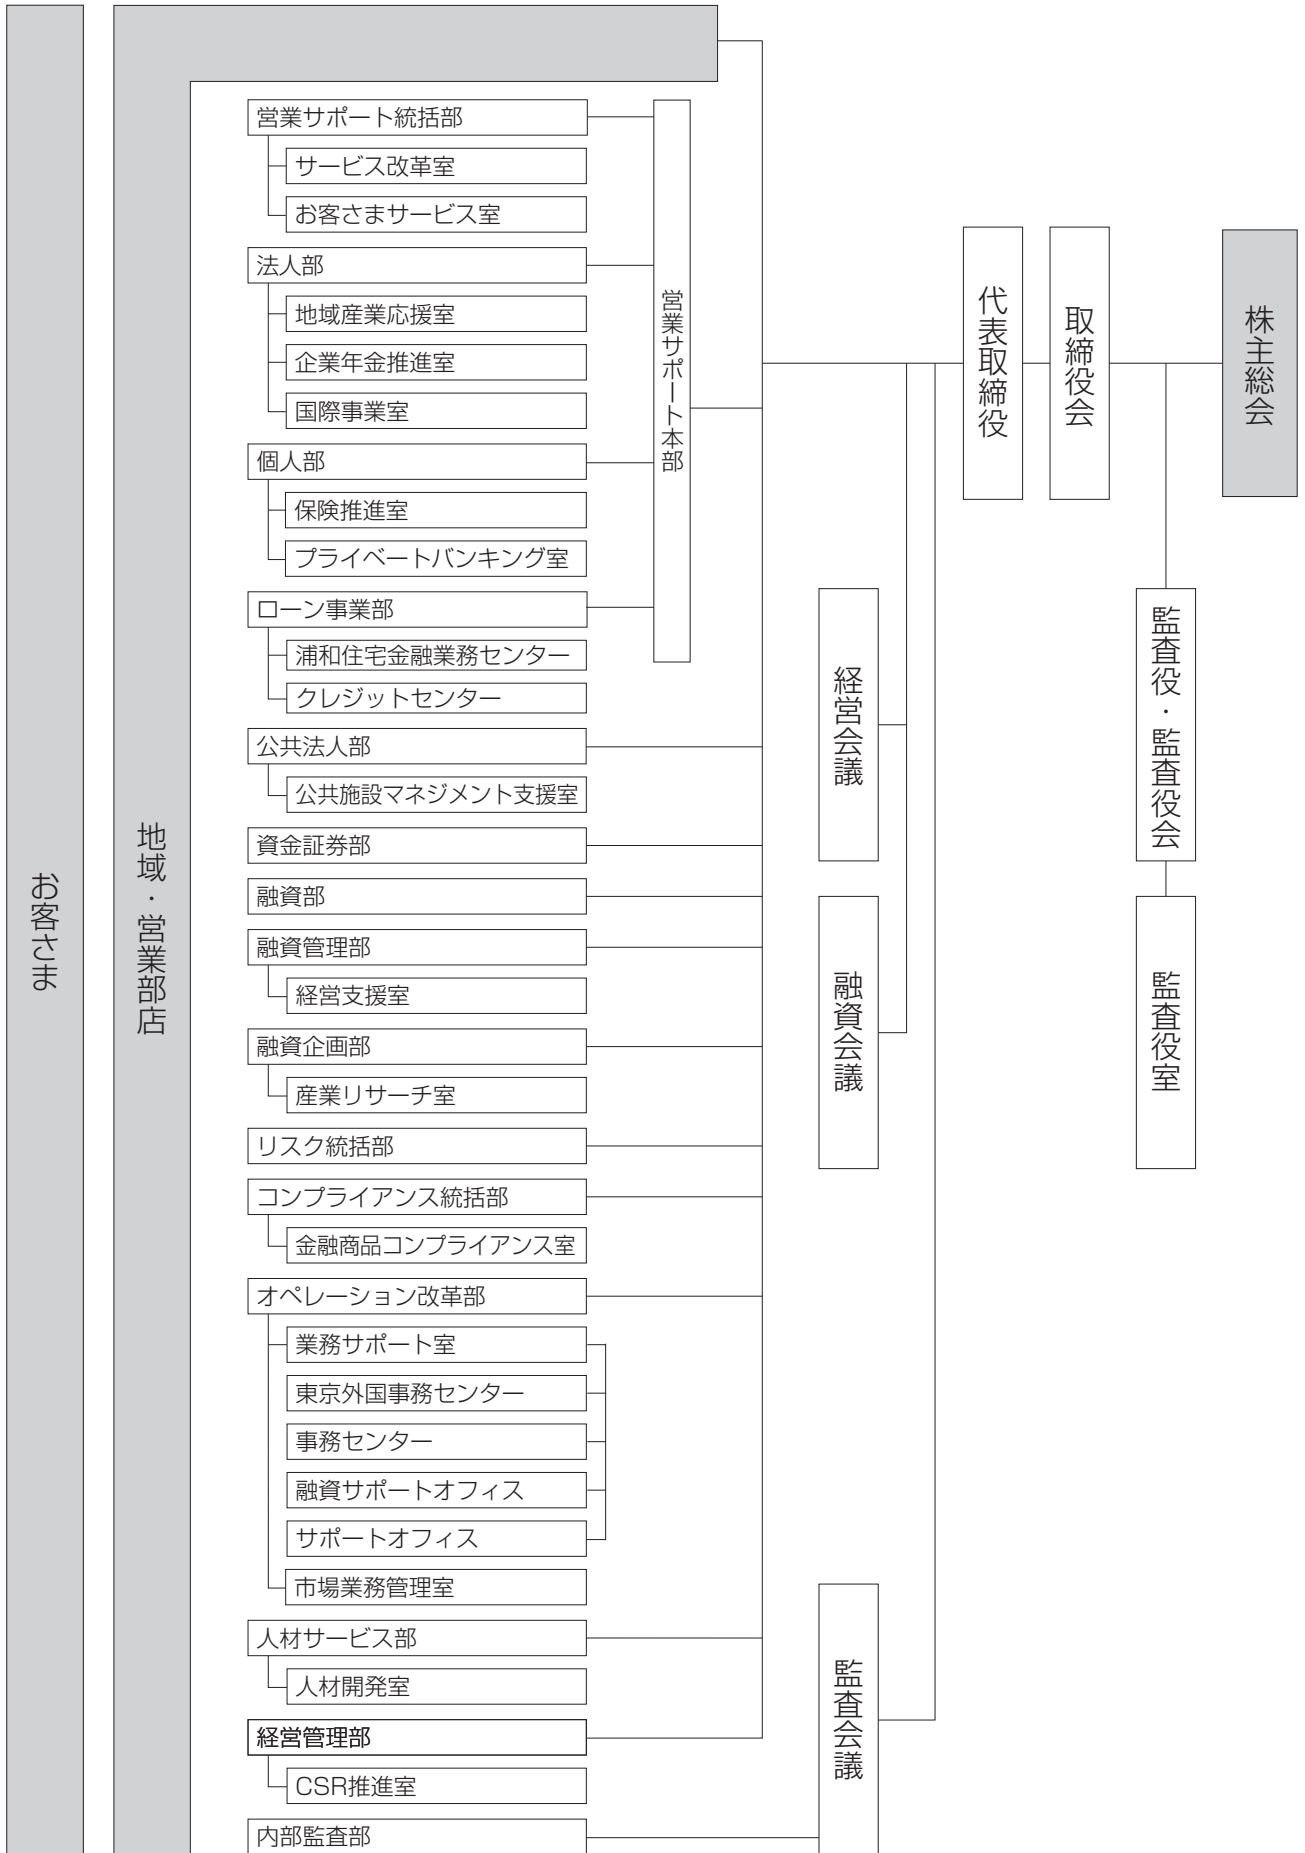 お客さま
地域・営業部店
営業サポート統括部
サービス改革室
お客さまサービス室
法人部
地域産業応援室
企業年金推進室
国際事業室
個人部
保険推進室
プライベートバンキング室
ローン事業部
浦和住宅金融業務センター
クレジットセンター
公共法人部
公共施設マネジメント支援室
資金証券部
融資部
融資管理部
経営支援室
融資企画部
産業リサーチ室
リスク統括部
コンプライアンス統括部
金融商品コンプライアンス室
オペレーション改革部
業務サポート室
東京外国事務センター
事務センター
融資サポートオフィス
サポートオフィス
市場業務管理室
人材サービス部
人材開発室
経営管理部
CSR推進室
内部監査部
営業サポート本部
経営会議
融資会議
監査会議
代表取締役
取締役会
監査役・監査役会
監査役室
株主総会